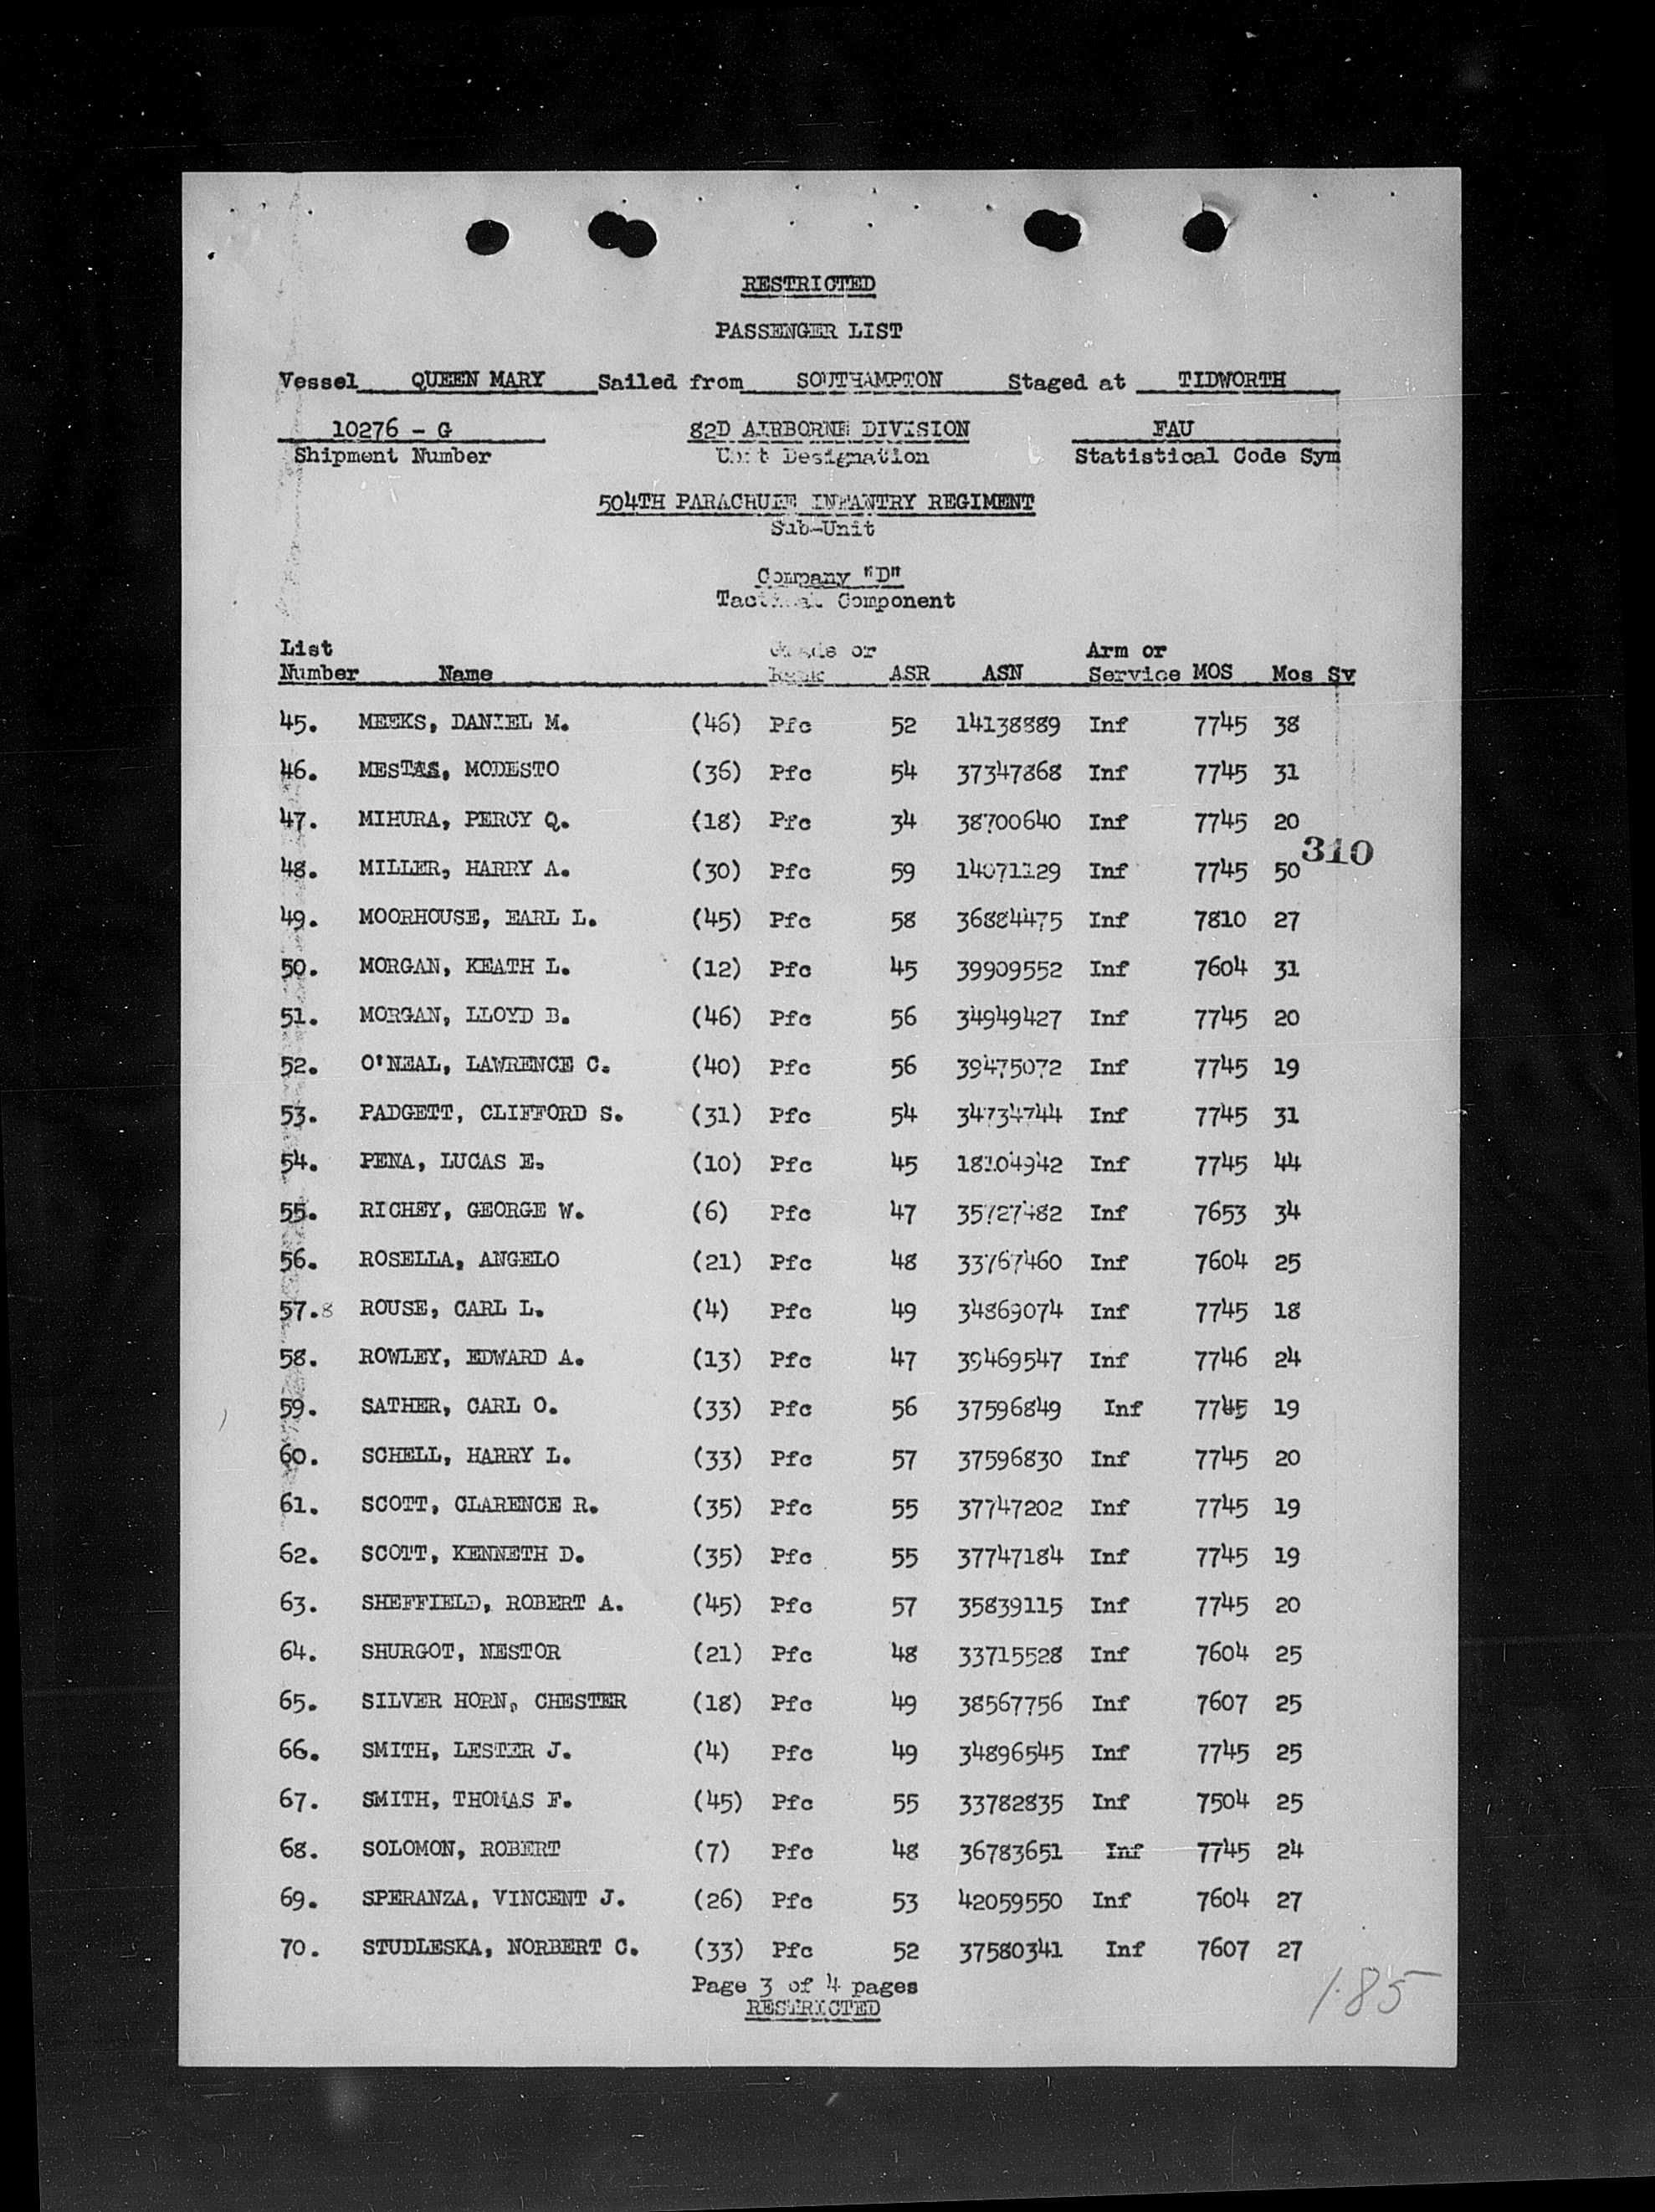 RESTRICTED
PASSENGER LIST
Vessel QUEEN MARY Sailed from SOUTHAMPTON Staged at TIDWORTH
10276 - G 82D AIRBORNE DIVISION FAU
Shipment Number Unit Designation Statistical Code Sym
504TH PARACHUTE INFANTRY REGIMENT
Sub-Unit
Company "D"
Tactical Component
List Grade or Arm or
Number Name Rank ASR ASN Service MOS Mos Sv
45. MEEKS, DANIEL M. (46) Pfc 52 14138889 Inf 7745 38
46. MESTAS, MODESTO (36) Pfc 54 37347868 Inf 7745 31
47. MIHURA, PERCY Q. (18) Pfc 34 38700640 Inf 7745 20
310
48. MILLER, HARRY A. (30) Pfc 59 14071129 Inf 7745 50
49. MOORHOUSE, EARL L. (45) Pfc 58 36884475 Inf 7810 27
50. MORGAN, KEATH L. (12) Pfc 45 39909552 Inf 7604 31
51. MORGAN, LLOYD B. (46) Pfc 56 34949427 Inf 7745 20
52. O'NEAL, LAWRENCE C. (40) Pfc 56 39475072 Inf 7745 19
53. PADGETT, CLIFFORD S. (31) Pfc 54 34734744 Inf 7745 31
54. PENA, LUCAS E. (10) Pfc 45 18104942 Inf 7745 44
55. RICHEY, GEORGE W. (6) Pfc 47 35727482 Inf 7653 34
56. ROSELLA, ANGELO (21) Pfc 48 33767460 Inf 7604 25
57.8 ROUSE, CARL L. (4) Pfc 49 34869074 Inf 7745 18
58. ROWLEY, EDWARD A. (13) Pfc 47 39469547 Inf 7746 24
59. SATHER, CARL O. (33) Pfc 56 37596849 Inf 7745 19
60. SCHELL, HARRY L. (33) Pfc 57 37596830 Inf 7745 20
61. SCOTT, CLARENCE R. (35) Pfc 55 37747202 Inf 7745 19
62. SCOTT, KENNETH D. (35) Pfc 55 37747184 Inf 7745 19
63. SHEFFIELD, ROBERT A. (45) Pfc 57 35839115 Inf 7745 20
64. SHURGOT, NESTOR (21) Pfc 48 33715528 Inf 7604 25
65. SILVER HORN, CHESTER (18) Pfc 49 38567756 Inf 7607 25
66. SMITH, LESTER J. (4) Pfc 49 34896545 Inf 7745 25
67. SMITH, THOMAS F. (45) Pfc 55 33782835 Inf 7504 25
68. SOLOMON, ROBERT (7) Pfc 48 36783651 Inf 7745 24
69. SPERANZA, VINCENT J. (26) Pfc 53 42059550 Inf 7604 27
70. STUDLESKA, NORBERT C. (33) Pfc 52 37580341 Inf 7607 27
Page 3 of 4 pages
RESTRICTED
185